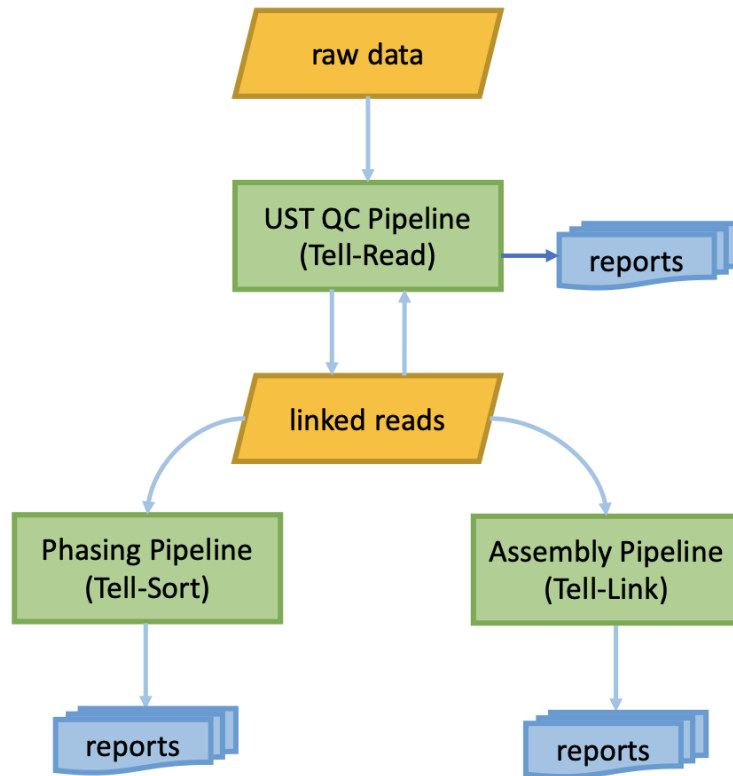 raw data
UST QC Pipeline
(Tell-Read)
reports
linked reads
Phasing Pipeline
(Tell-Sort)
Assembly Pipeline
(Tell-Link)
reports
reports